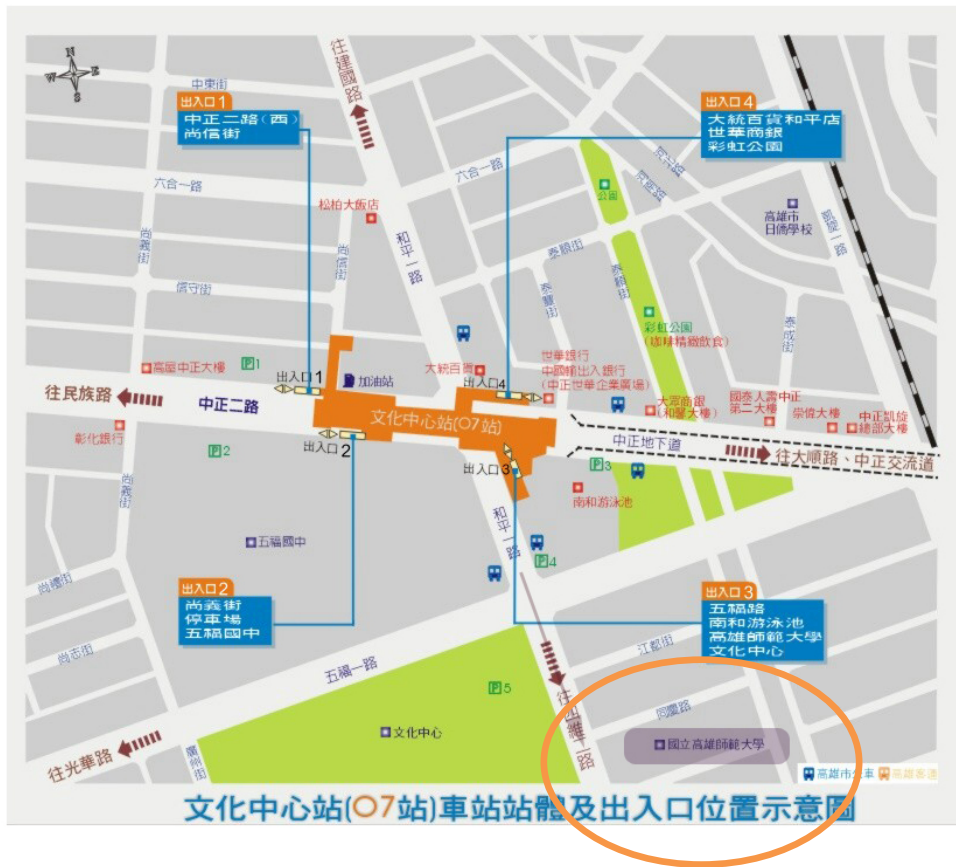 N
W
E
S
中東街
往建國路
出入口1
中正二路(西)
尚信街
出入口4
大統百貨和平店
世華商銀
彩虹公園
六合一路
六合一路
松柏大飯店
和平一路
公園
高雄市
日僑學校
凱旋一路
尚義街
尚信街
信守街
泰順街
泰豐街
泰順街
泰成街
彩虹公園
(咖啡精緻飲食)
高屋中正大樓
P1
出入口1
加油站
大統百貨
出入口4
世華銀行
中國輸出入銀行
(中正世華企業廣場)
大眾商銀
(和馨大樓)
國泰人壽中正
第二大樓
崇偉大樓
中正凱旋
總部大樓
往民族路
中正二路
文化中心站(O7站)
中正地下道
往大順路、中正交流道
彰化銀行
P2
出入口2
出入口3
P3
南和游泳池
尚義街
和平一路
五福國中
P4
尚禮街
出入口2
尚義街
停車場
五福國中
出入口3
五福路
南和游泳池
高雄師範大學
文化中心
尚志街
五福一路
江都街
P5
往四維二路
同慶路
文化中心
國立高雄師範大學
往光華路
廣州街
高雄市公車
高雄客運
文化中心站(O7站)車站站體及出入口位置示意圖